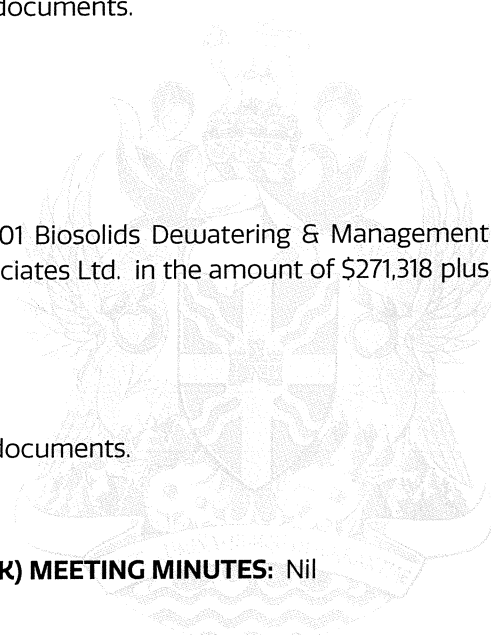 documents.
01 Biosolids Dewatering & Management
ciates Ltd. in the amount of $271,318 plus
documents.
K) MEETING MINUTES: Nil